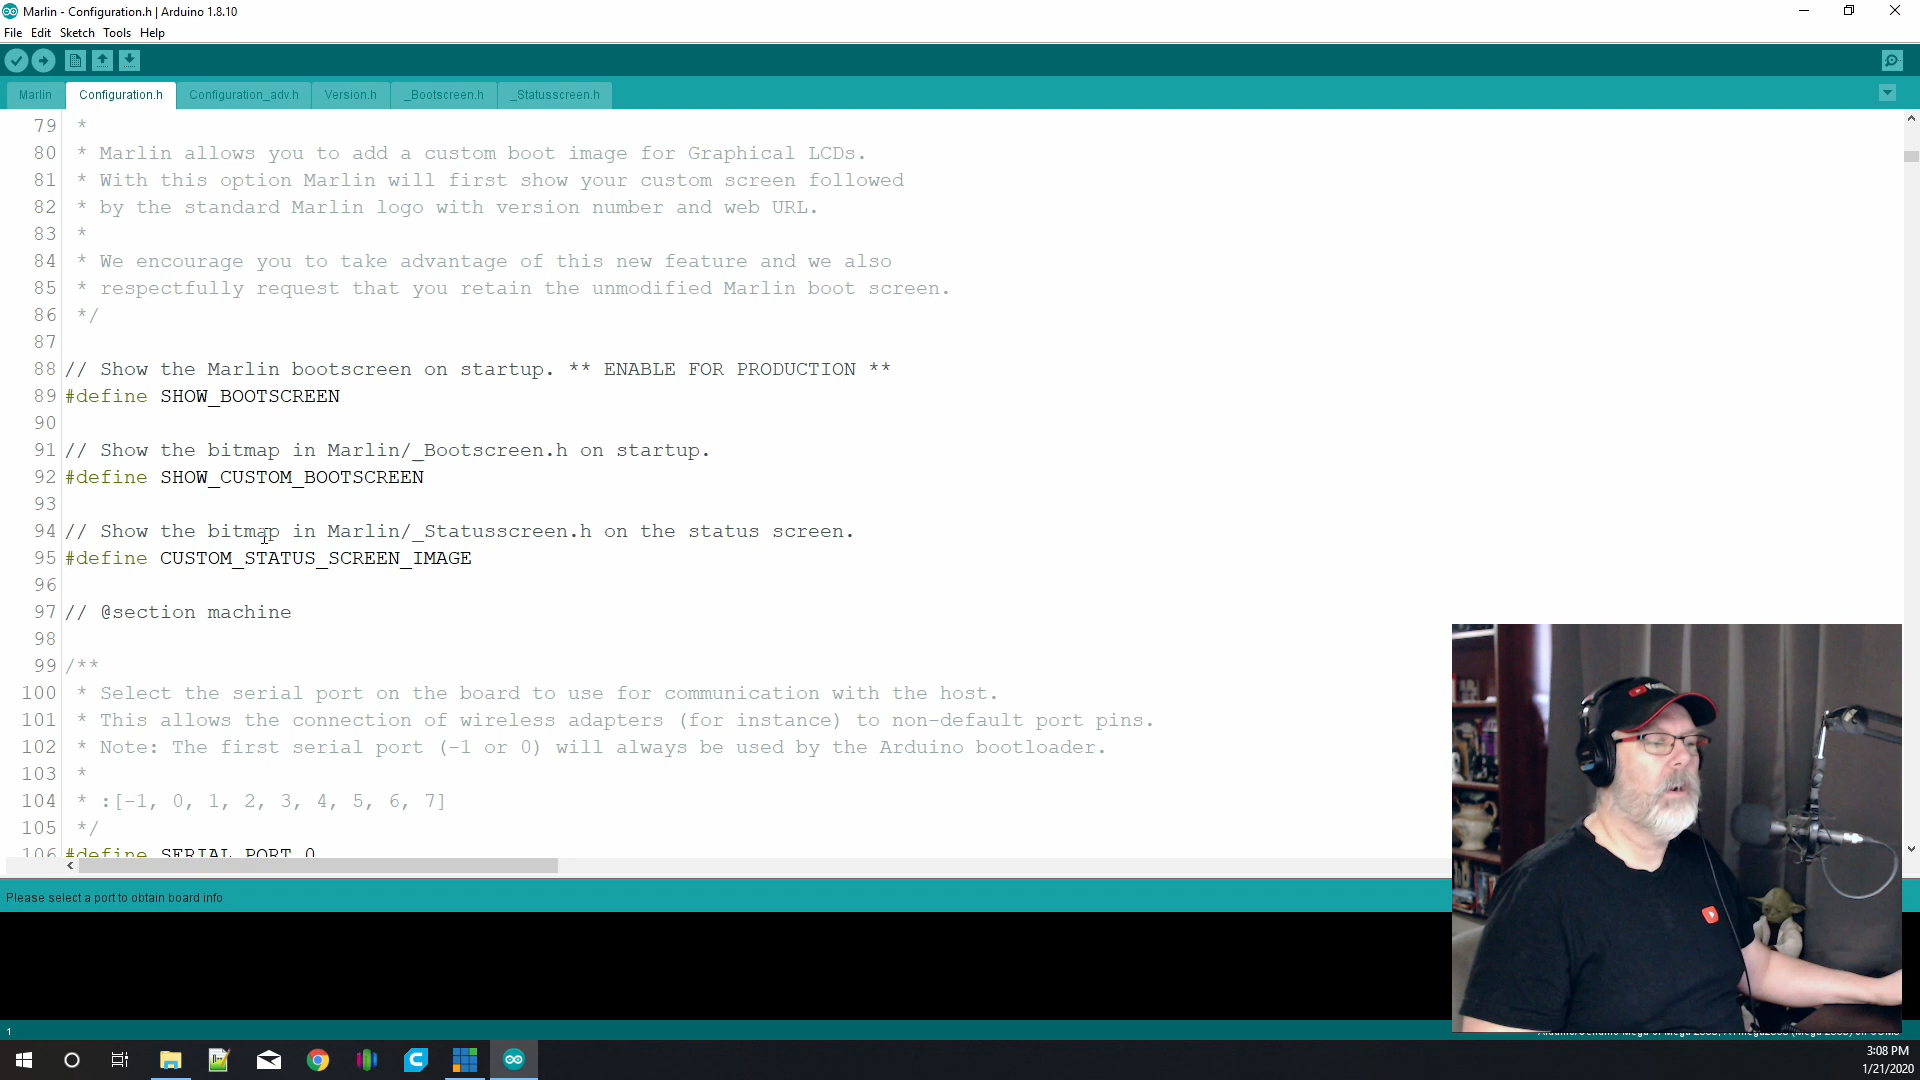 Marlin - Configuration.h | Arduino 1.8.10
File Edit Sketch Tools Help
Marlin Configuration.h Configuration_adv.h Version.h _Bootscreen.h _Statusscreen.h
79 *
80 * Marlin allows you to add a custom boot image for Graphical LCDs.
81 * With this option Marlin will first show your custom screen followed
82 * by the standard Marlin logo with version number and web URL.
83 *
84 * We encourage you to take advantage of this new feature and we also
85 * respectfully request that you retain the unmodified Marlin boot screen.
86 */
87
88 // Show the Marlin bootscreen on startup. ** ENABLE FOR PRODUCTION **
89 #define SHOW_BOOTSCREEN
90
91 // Show the bitmap in Marlin/_Bootscreen.h on startup.
92 #define SHOW_CUSTOM_BOOTSCREEN
93
94 // Show the bitmap in Marlin/_Statusscreen.h on the status screen.
95 #define CUSTOM_STATUS_SCREEN_IMAGE
96
97 // @section machine
98
99 /**
100 * Select the serial port on the board to use for communication with the host.
101 * This allows the connection of wireless adapters (for instance) to non-default port pins.
102 * Note: The first serial port (-1 or 0) will always be used by the Arduino bootloader.
103 *
104 * :[-1, 0, 1, 2, 3, 4, 5, 6, 7]
105 */
106 #define SERIAL_PORT 0
Please select a port to obtain board info
1
3:08 PM
1/21/2020